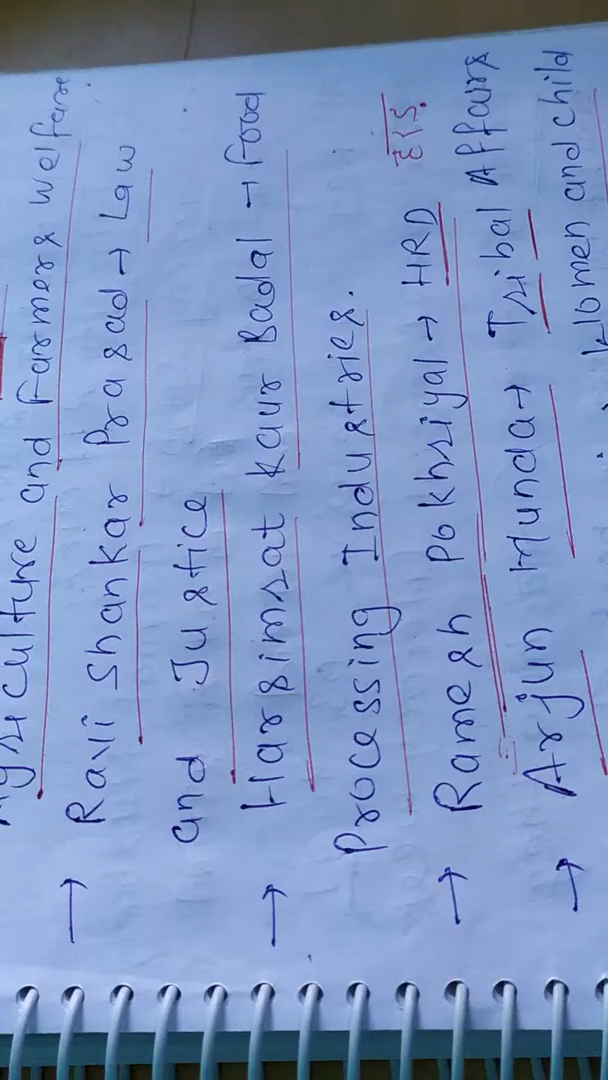 Agriculture and Farmers welfare
→ Ravi Shankar Prasad → Law
and Justice
→ Harsimrat Kaur Badal → Food
Processing Industries.
→ Ramesh Pokhriyal → HRD
→ Arjun Munda → Tribal Affairs
Women and child